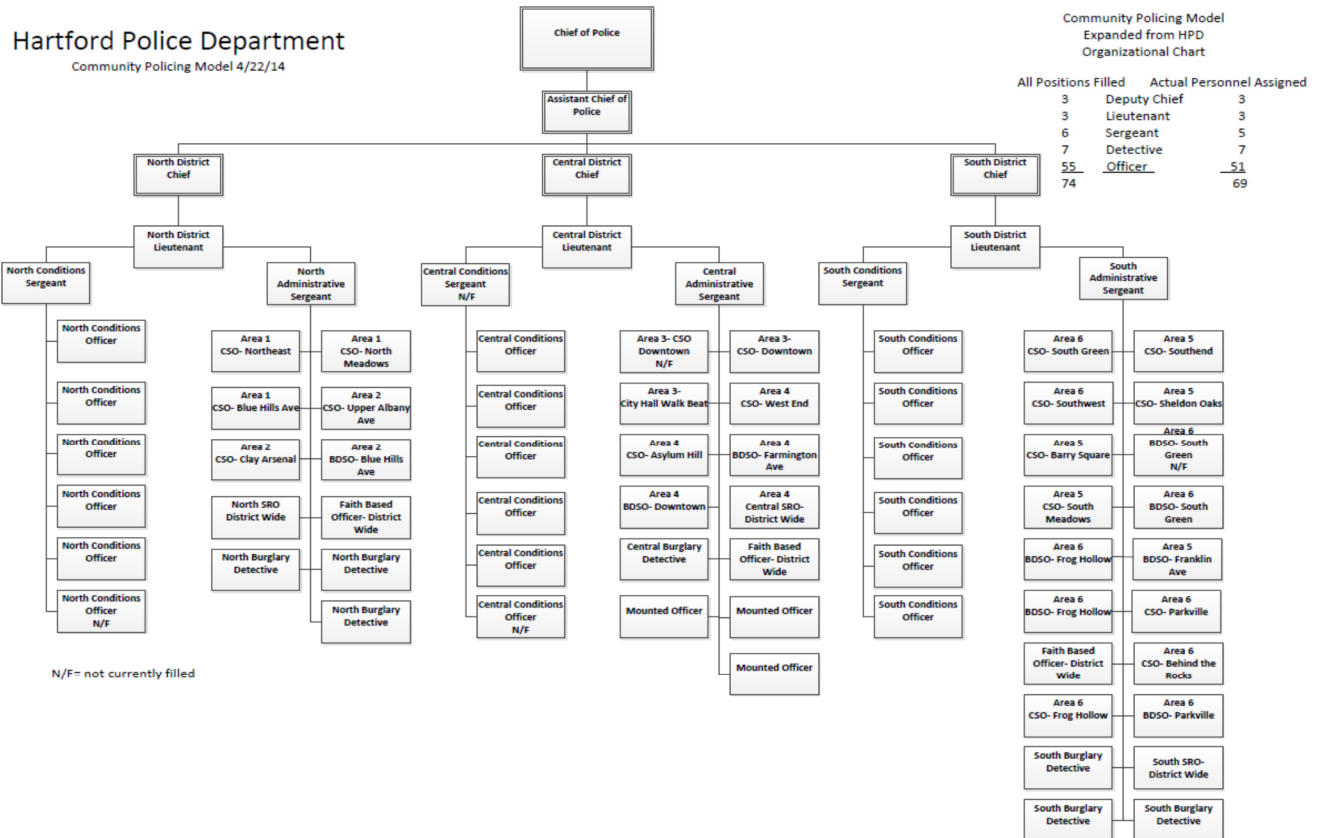 Hartford Police Department
Community Policing Model 4/22/14
Community Policing Model
Expanded from HPD
Organizational Chart
All Positions Filled Actual Personnel Assigned
3 Deputy Chief 3
3 Lieutenant 3
6 Sergeant 5
7 Detective 7
55 Officer 51
74 69
Chief of Police
Assistant Chief of
Police
North District
Chief
Central District
Chief
South District
Chief
North District
Lieutenant
Central District
Lieutenant
South District
Lieutenant
North Conditions
Sergeant
North
Administrative
Sergeant
Central Conditions
Sergeant
N/F
Central
Administrative
Sergeant
South Conditions
Sergeant
South
Administrative
Sergeant
North Conditions
Officer
North Conditions
Officer
North Conditions
Officer
North Conditions
Officer
North Conditions
Officer
North Conditions
Officer
N/F
Area 1
CSO- Northeast
Area 1
CSO- North
Meadows
Area 1
CSO- Blue Hills Ave
Area 2
CSO- Upper Albany
Ave
Area 2
CSO- Clay Arsenal
Area 2
BDSO- Blue Hills
Ave
North SRO
District Wide
Faith Based
Officer- District
Wide
North Burglary
Detective
North Burglary
Detective
North Burglary
Detective
Central Conditions
Officer
Central Conditions
Officer
Central Conditions
Officer
Central Conditions
Officer
Central Conditions
Officer
Central Conditions
Officer
N/F
Area 3- CSO
Downtown
N/F
Area 3-
CSO- Downtown
Area 3-
City Hall Walk Beat
Area 4
CSO- West End
Area 4
CSO- Asylum Hill
Area 4
BDSO- Farmington
Ave
Area 4
BDSO- Downtown
Area 4
Central SRO-
District Wide
Central Burglary
Detective
Faith Based
Officer- District
Wide
Mounted Officer
Mounted Officer
Mounted Officer
South Conditions
Officer
South Conditions
Officer
South Conditions
Officer
South Conditions
Officer
South Conditions
Officer
South Conditions
Officer
Area 6
CSO- South Green
Area 5
CSO- Southend
Area 6
CSO- Southwest
Area 5
CSO- Sheldon Oaks
Area 5
CSO- Barry Square
Area 6
BDSO- South
Green
N/F
Area 5
CSO- South
Meadows
Area 6
BDSO- South
Green
Area 6
BDSO- Frog Hollow
Area 5
BDSO- Franklin
Ave
Area 6
BDSO- Frog Hollow
Area 6
CSO- Parkville
Faith Based
Officer- District
Wide
Area 6
CSO- Behind the
Rocks
Area 6
CSO- Frog Hollow
Area 6
BDSO- Parkville
South Burglary
Detective
South SRO-
District Wide
South Burglary
Detective
South Burglary
Detective
N/F= not currently filled